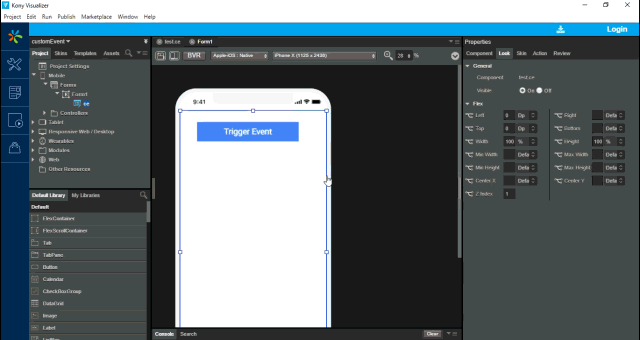 Kony Visualizer
Project Edit Run Publish Marketplace Window Help
Login
customEvent
Project Skins Templates Assets
Project Settings
Mobile
Forms
Form1
ce
Controllers
Tablet
Responsive Web / Desktop
Wearables
Modules
Web
Other Resources
Default Library My Libraries
Default
FlexContainer
FlexScrollContainer
Tab
TabPane
Button
Calendar
CheckBoxGroup
DataGrid
Image
Label
test.ce Form1
BVR Apple-iOS : Native iPhone X (1125 x 2436) 28 %
9:41
Trigger Event
Console Search Clear
Properties
Component Look Skin Action Review
General
Component test.ce
Visible On Off
Flex
Left 0 Dp Right Defa
Top 0 Dp Bottom Defa
Width 100 % Height 100 %
Min Width Defa Max Width Defa
Min Height Defa Max Height Defa
Center X Defa Center Y Defa
Z Index 1